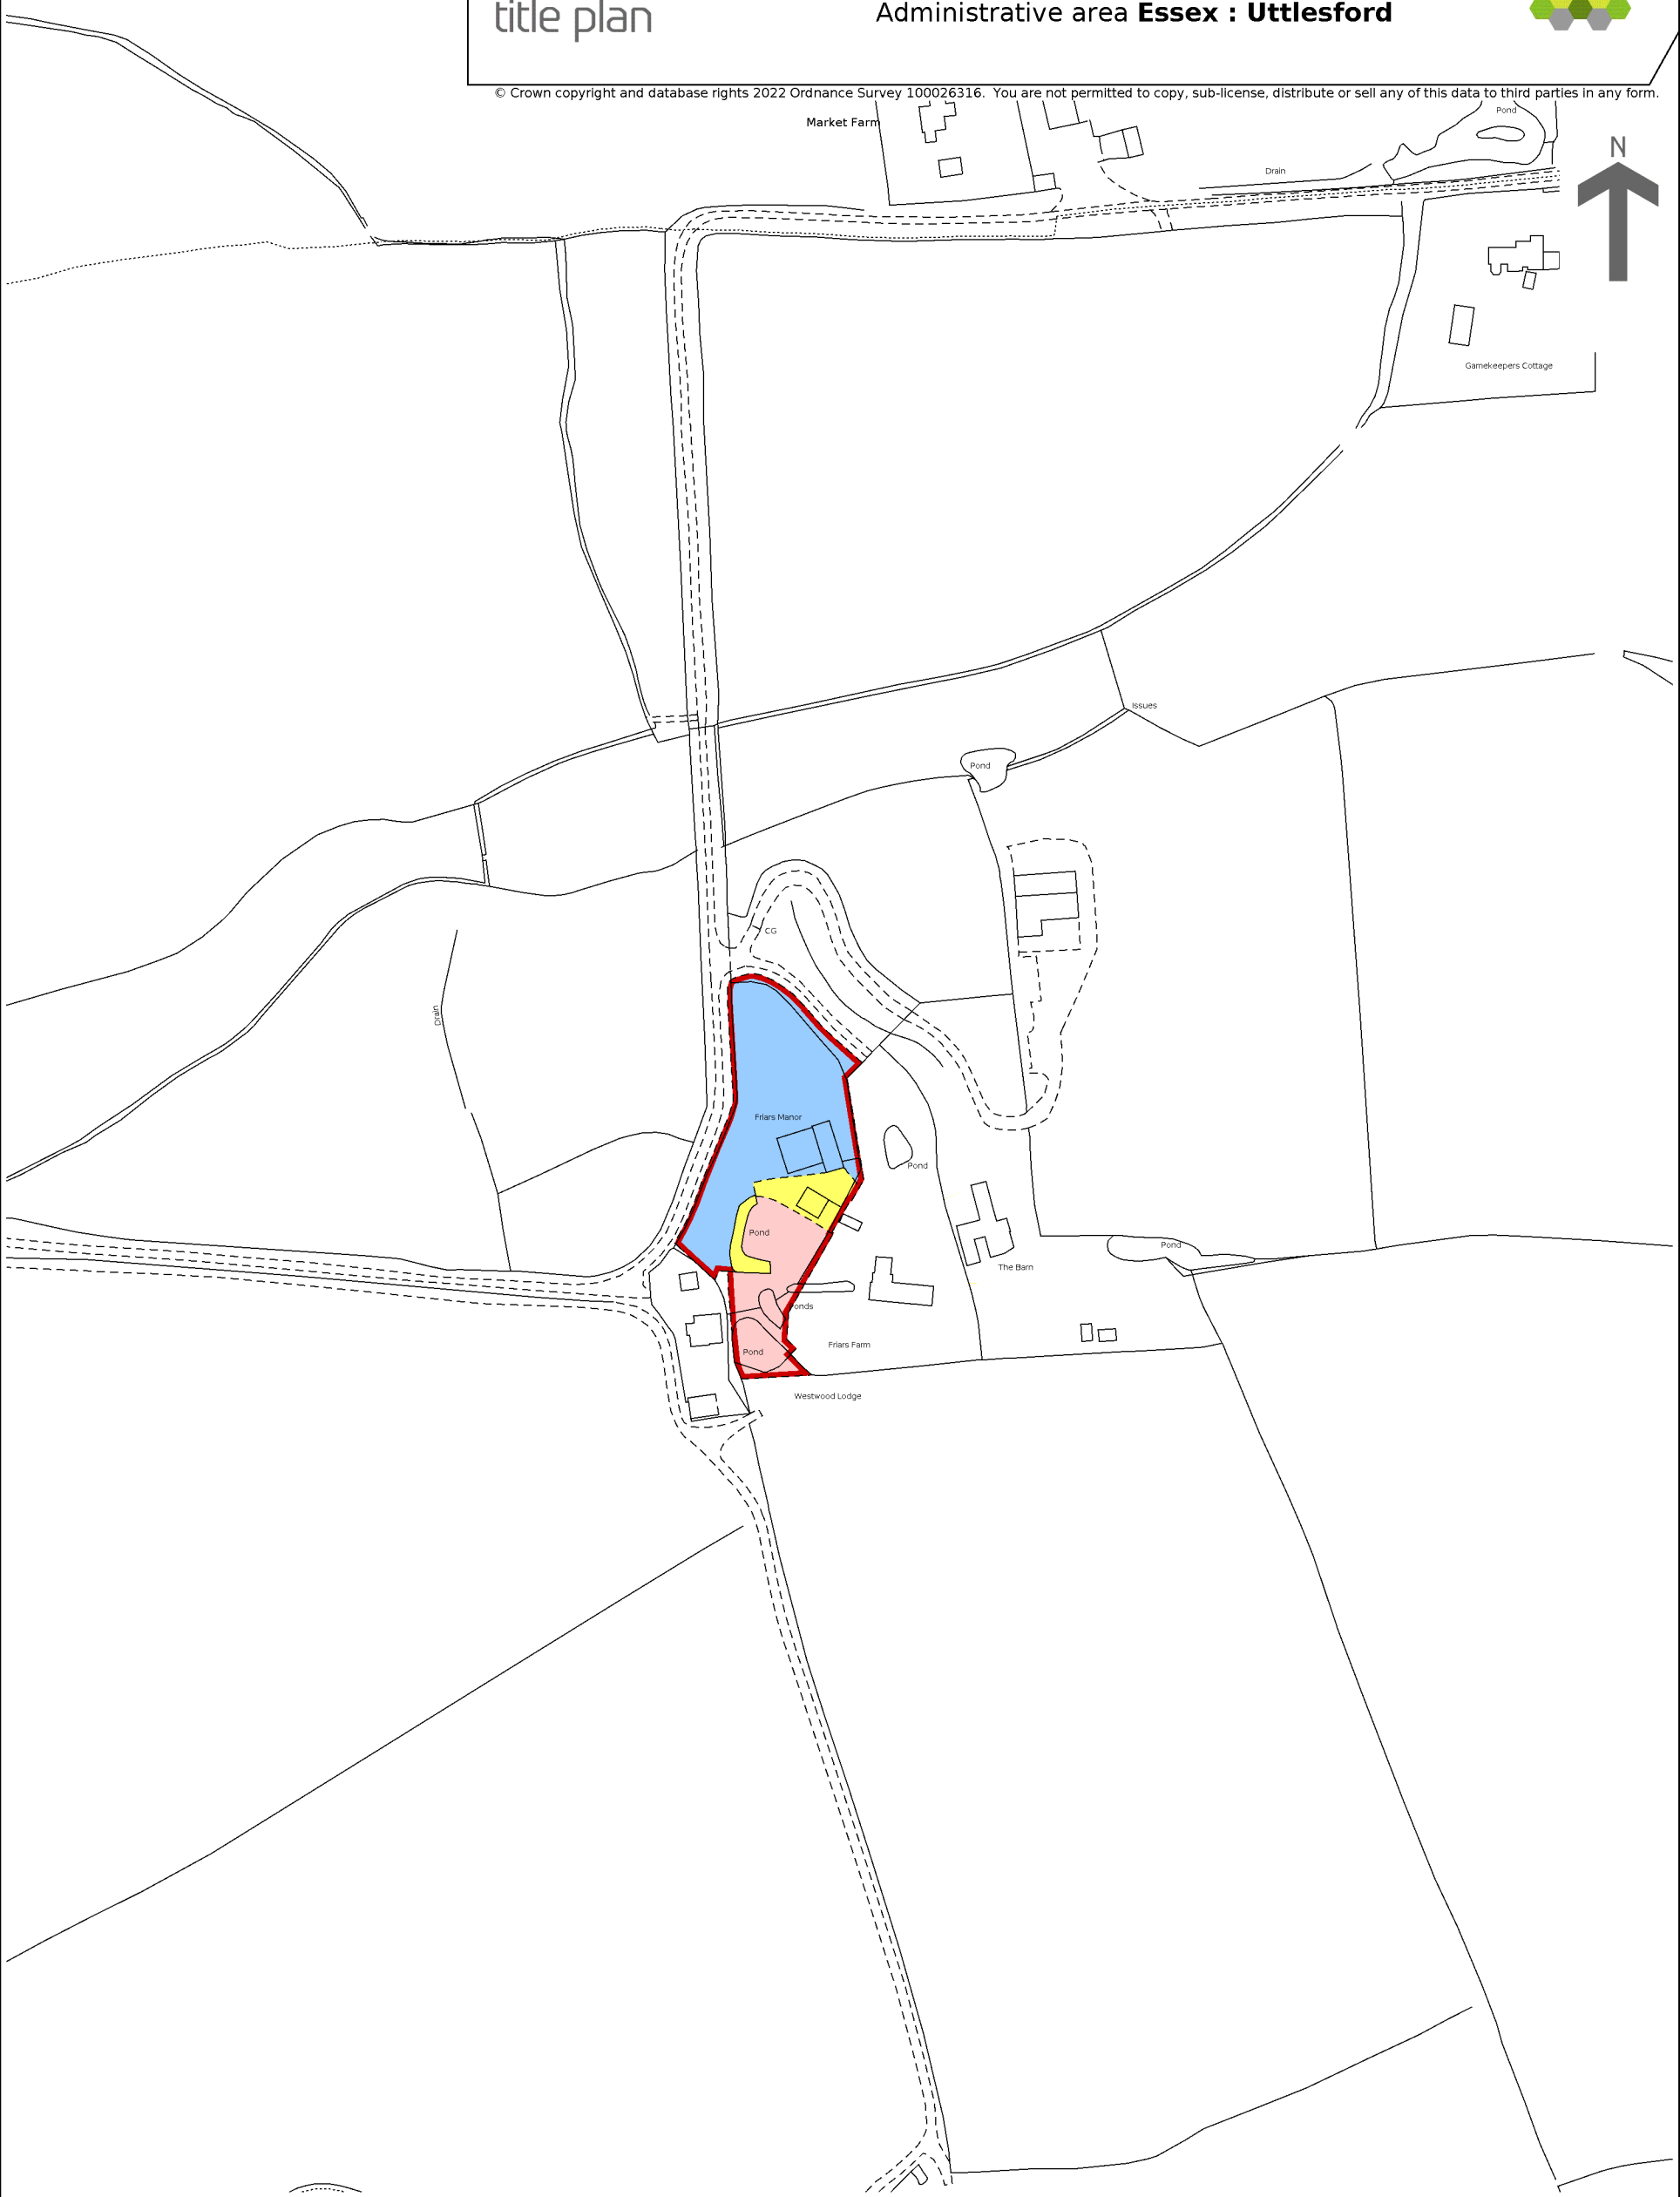 title plan
Administrative area Essex : Uttlesford
© Crown copyright and database rights 2022 Ordnance Survey 100026316. You are not permitted to copy, sub-license, distribute or sell any of this data to third parties in any form.
Pond
Market Farm
N
Drain
Gamekeepers Cottage
Issues
Pond
CG
Drain
Friars Manor
Pond
Pond
Pond
The Barn
Ponds
Friars Farm
Pond
Westwood Lodge